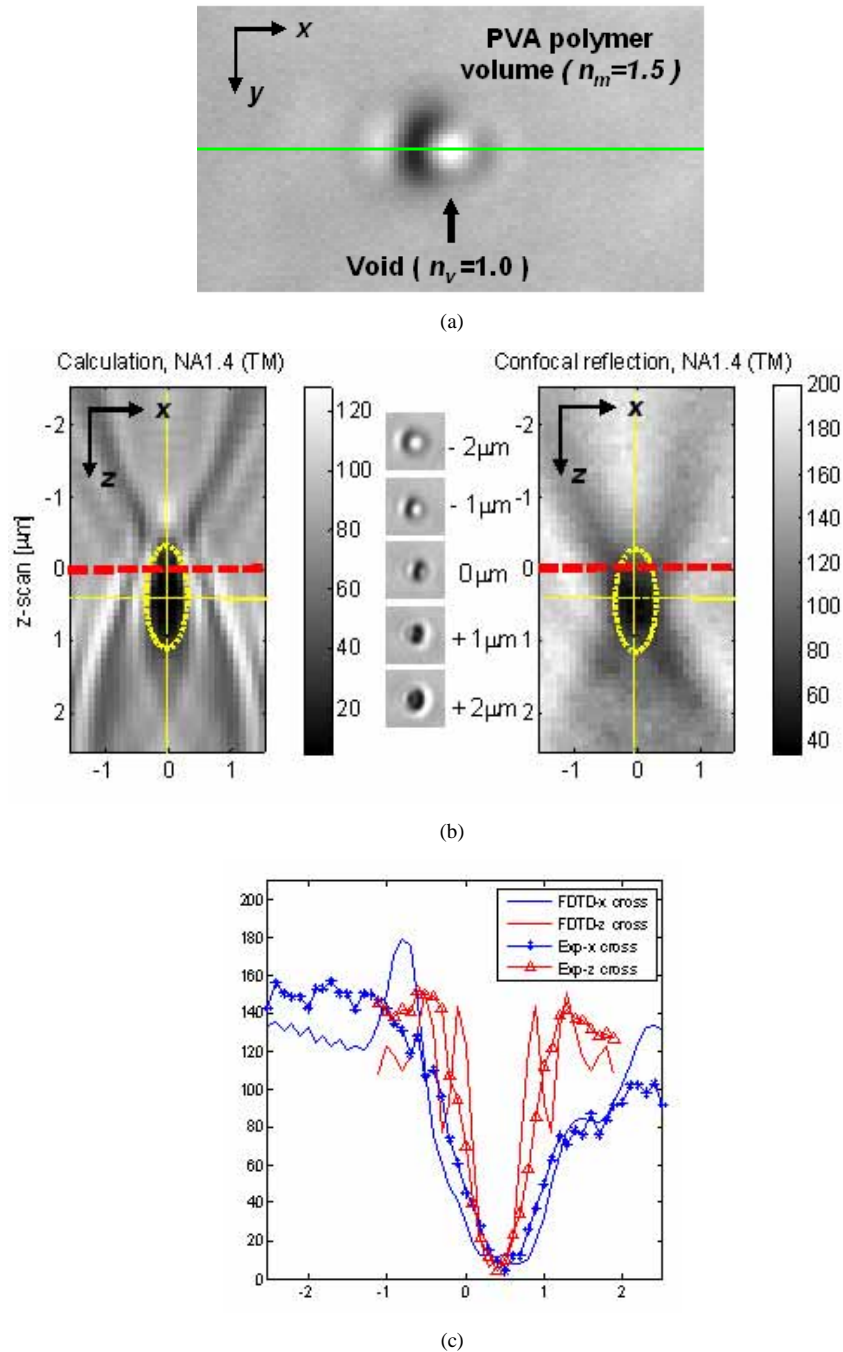 x
y
PVA polymer
volume ( n_m=1.5 )
Void ( n_v=1.0 )
(a)
Calculation, NA1.4 (TM)
Confocal reflection, NA1.4 (TM)
x
z
z-scan [μm]
-2
-1
0
1
2
-1 0 1
120
100
80
60
40
20
- 2μm
- 1μm
0μm
+1μm
+2μm
x
z
-2
-1
0
1
2
-1 0 1
200
180
160
140
120
100
80
60
40
(b)
200
180
160
140
120
100
80
60
40
20
0
-2 -1 0 1 2
FDTD-x cross
FDTD-z cross
Exp-x cross
Exp-z cross
(c)